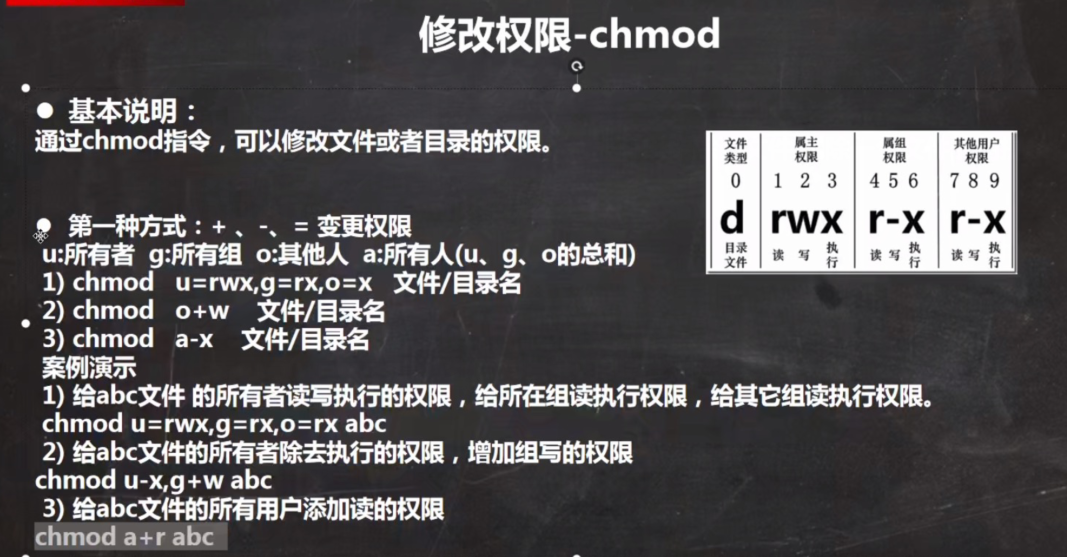 修改权限-chmod
● 基本说明：
通过chmod指令，可以修改文件或者目录的权限。
● 第一种方式：+ 、-、= 变更权限
u:所有者  g:所有组  o:其他人  a:所有人(u、g、o的总和)
1) chmod   u=rwx,g=rx,o=x   文件/目录名
2) chmod   o+w    文件/目录名
3) chmod   a-x    文件/目录名
案例演示
1) 给abc文件 的所有者读写执行的权限，给所在组读执行权限，给其它组读执行权限。
chmod u=rwx,g=rx,o=rx abc
2) 给abc文件的所有者除去执行的权限，增加组写的权限
chmod u-x,g+w abc
3) 给abc文件的所有用户添加读的权限
chmod a+r abc
文件 属主 属组 其他用户
类型 权限 权限 权限
0 1 2 3 4 5 6 7 8 9
d rwx r-x r-x
目录 读 写 执 读 写 执 读 写 执
文件 行 行 行